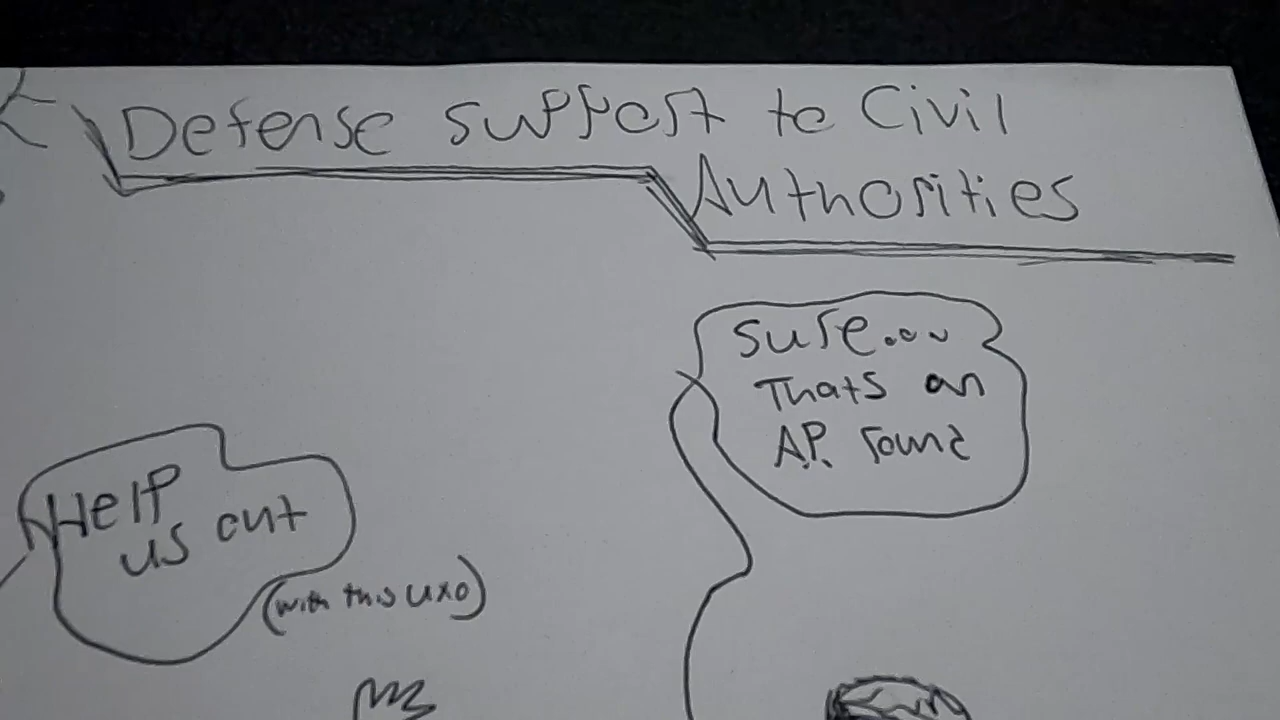 Defense support to Civil
Authorities
Sure...
Thats an
A.P. round
Help
us out
(with this UXO)